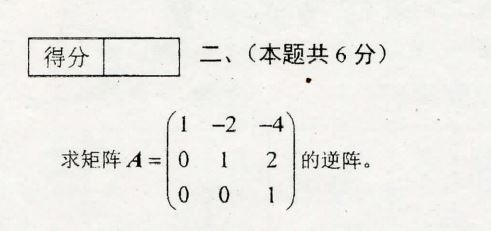 得分 二、（本题共 6 分）
求矩阵 A = ⎛1 -2 -4⎞
⎜0 1 2⎟ 的逆阵。
⎝0 0 1⎠